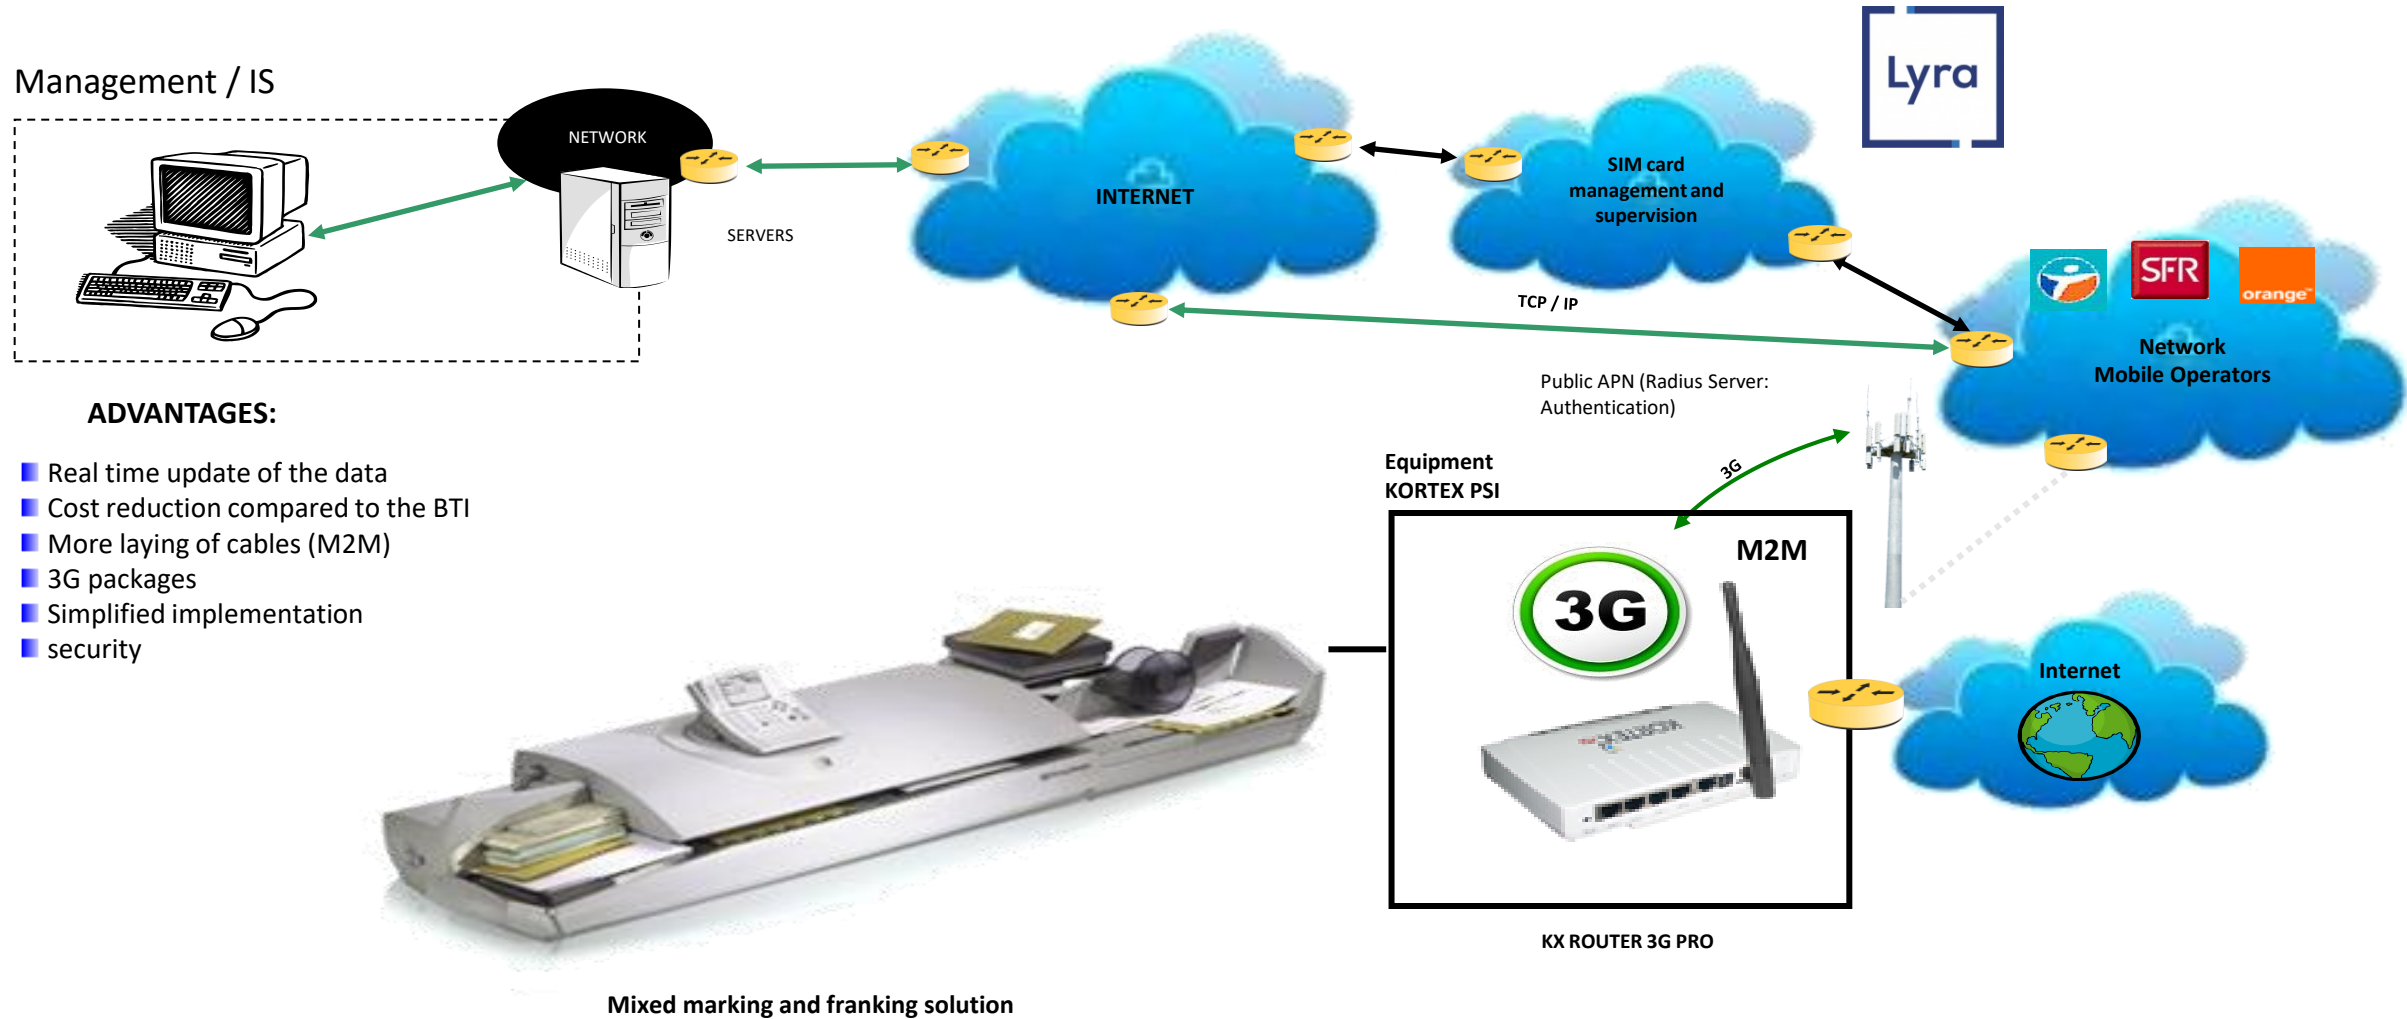 Management / IS
NETWORK
SERVERS
INTERNET
SIM card
management and
supervision
Lyra
SFR
orange
Network
Mobile Operators
TCP / IP
Public APN (Radius Server:
Authentication)
3G
ADVANTAGES:
Real time update of the data
Cost reduction compared to the BTI
More laying of cables (M2M)
3G packages
Simplified implementation
security
Equipment
KORTEX PSI
M2M
3G
KORTEX
Internet
KX ROUTER 3G PRO
Mixed marking and franking solution